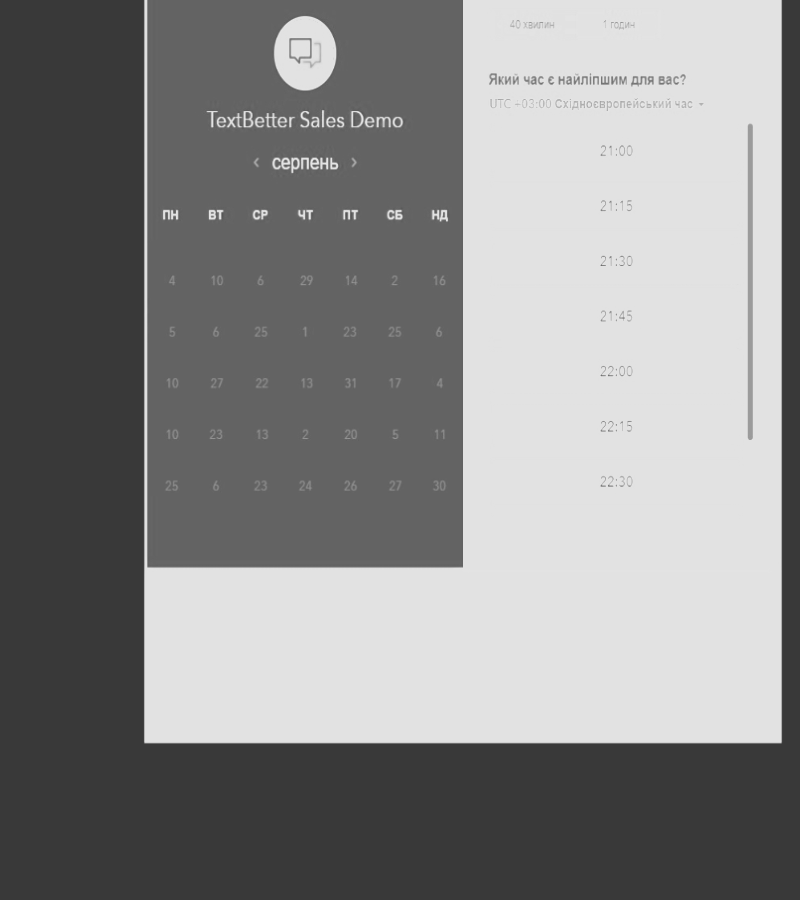 TextBetter Sales Demo
‹ серпень ›
ПН ВТ СР ЧТ ПТ СБ НД
4 10 6 29 14 2 16
5 6 25 1 23 25 6
10 27 22 13 31 17 4
10 23 13 2 20 5 11
25 6 23 24 26 27 30
40 хвилин 1 годин
Який час є найліпшим для вас?
UTC +03:00 Східноєвропейський час
21:00
21:15
21:30
21:45
22:00
22:15
22:30